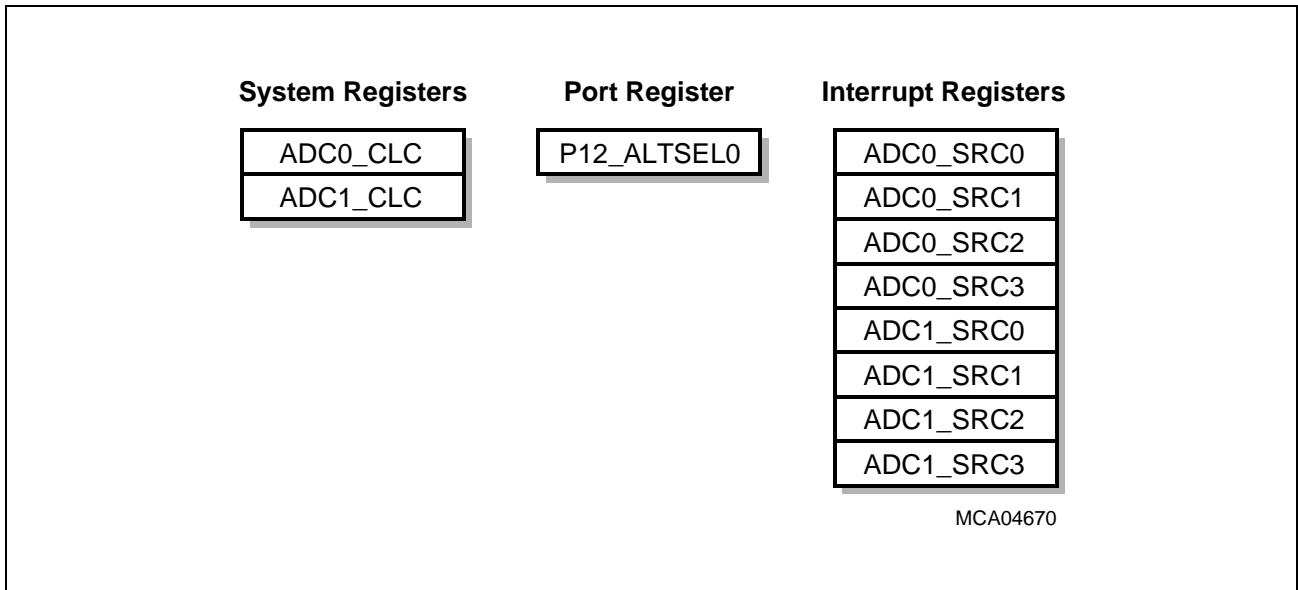 System Registers
ADC0_CLC
ADC1_CLC
Port Register
P12_ALTSEL0
Interrupt Registers
ADC0_SRC0
ADC0_SRC1
ADC0_SRC2
ADC0_SRC3
ADC1_SRC0
ADC1_SRC1
ADC1_SRC2
ADC1_SRC3
MCA04670